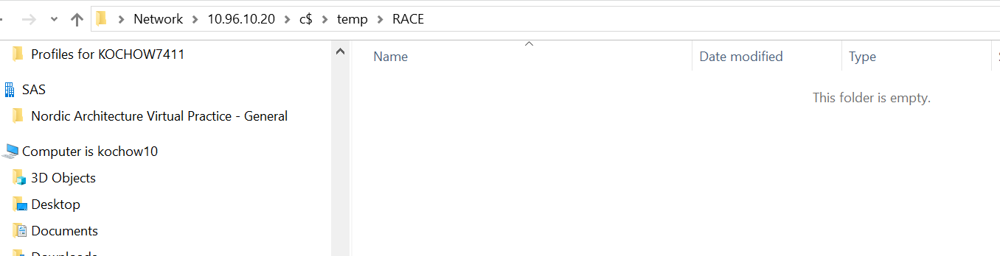 Network > 10.96.10.20 > c$ > temp > RACE
Profiles for KOCHOW7411
SAS
Nordic Architecture Virtual Practice - General
Computer is kochow10
3D Objects
Desktop
Documents
Name Date modified Type
This folder is empty.